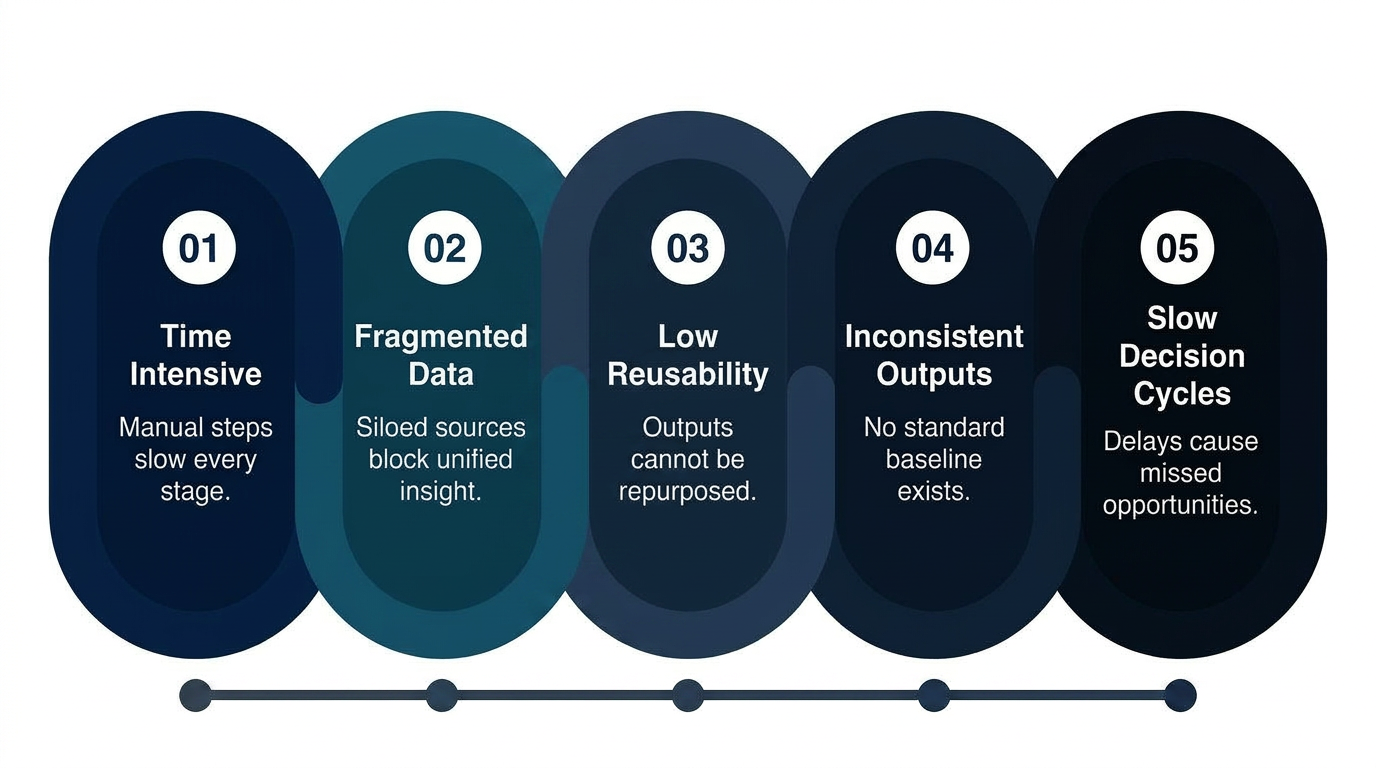 01
Time
Intensive
Manual steps
slow every
stage.
02
Fragmented
Data
Siloed sources
block unified
insight.
03
Low
Reusability
Outputs
cannot be
repurposed.
04
Inconsistent
Outputs
No standard
baseline
exists.
05
Slow
Decision
Cycles
Delays cause
missed
opportunities.